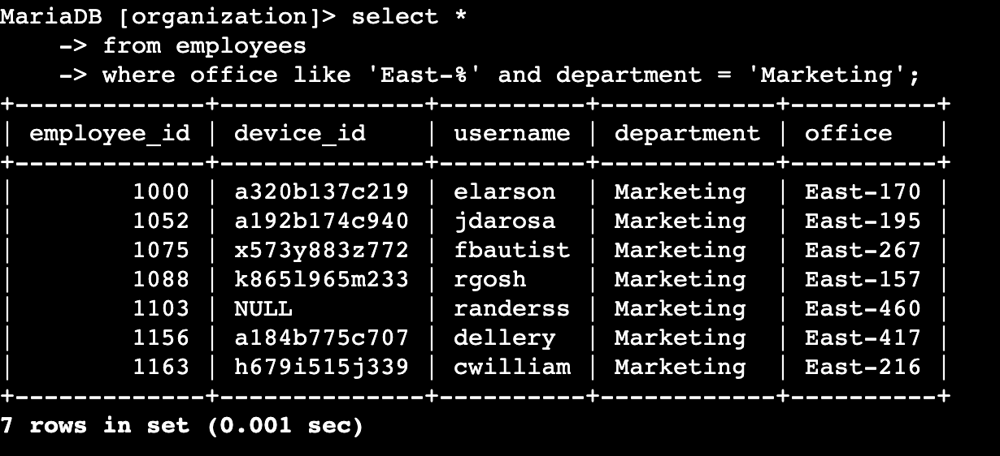 MariaDB [organization]> select *
    -> from employees
    -> where office like 'East-%' and department = 'Marketing';
+-------------+--------------+----------+------------+----------+
| employee_id | device_id    | username | department | office   |
+-------------+--------------+----------+------------+----------+
|        1000 | a320b137c219 | elarson  | Marketing  | East-170 |
|        1052 | a192b174c940 | jdarosa  | Marketing  | East-195 |
|        1075 | x573y883z772 | fbautist | Marketing  | East-267 |
|        1088 | k865l965m233 | rgosh    | Marketing  | East-157 |
|        1103 | NULL         | randerss | Marketing  | East-460 |
|        1156 | a184b775c707 | dellery  | Marketing  | East-417 |
|        1163 | h679i515j339 | cwilliam | Marketing  | East-216 |
+-------------+--------------+----------+------------+----------+
7 rows in set (0.001 sec)